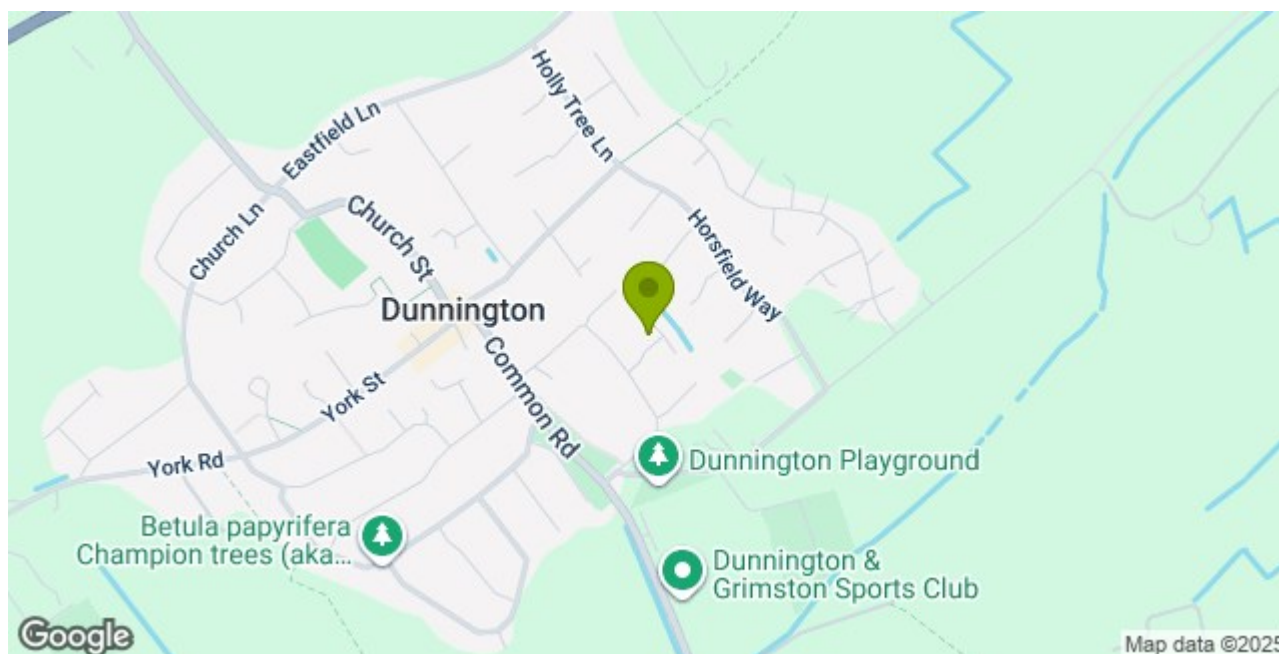 Holly Tree Ln
Eastfield Ln
Church Ln
Church St
Horsfield Way
Dunnington
Common Rd
York St
York Rd
Dunnington Playground
Betula papyrifera
Champion trees (aka...
Dunnington &
Grimston Sports Club
Google
Map data ©2025